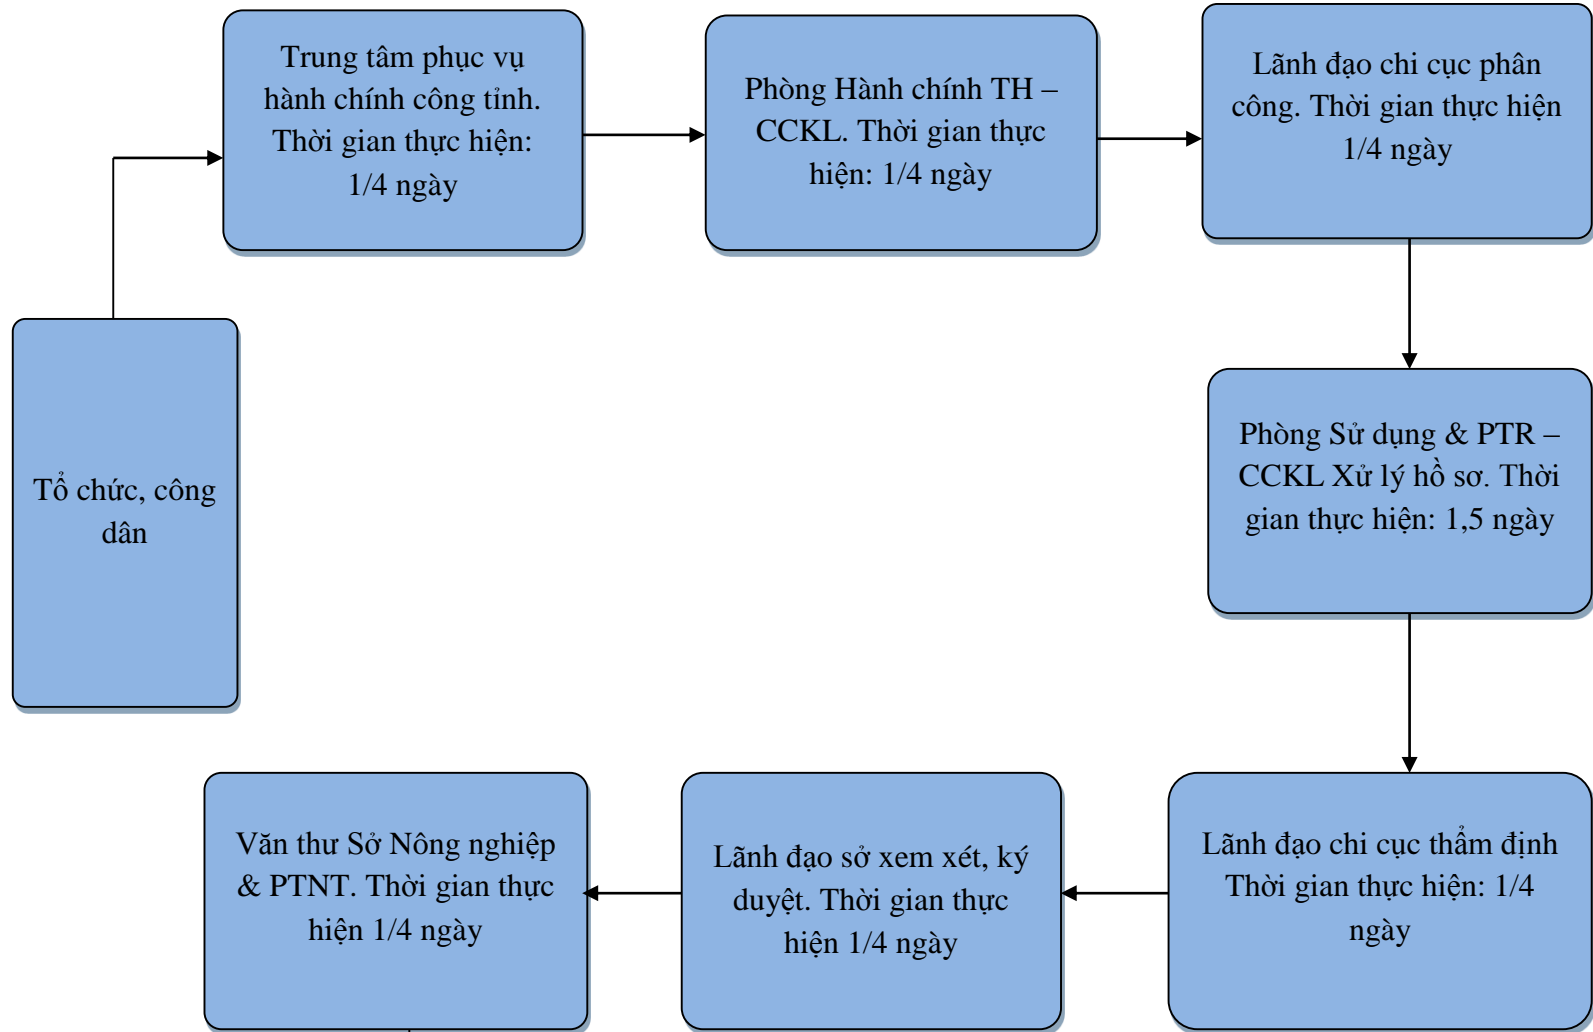 Trung tâm phục vụ
hành chính công tỉnh.
Thời gian thực hiện:
1/4 ngày
Phòng Hành chính TH –
CCKL. Thời gian thực
hiện: 1/4 ngày
Lãnh đạo chi cục phân
công. Thời gian thực hiện
1/4 ngày
Tổ chức, công
dân
Phòng Sử dụng & PTR –
CCKL Xử lý hồ sơ. Thời
gian thực hiện: 1,5 ngày
Lãnh đạo chi cục thẩm định
Thời gian thực hiện: 1/4
ngày
Lãnh đạo sở xem xét, ký
duyệt. Thời gian thực
hiện 1/4 ngày
Văn thư Sở Nông nghiệp
& PTNT. Thời gian thực
hiện 1/4 ngày